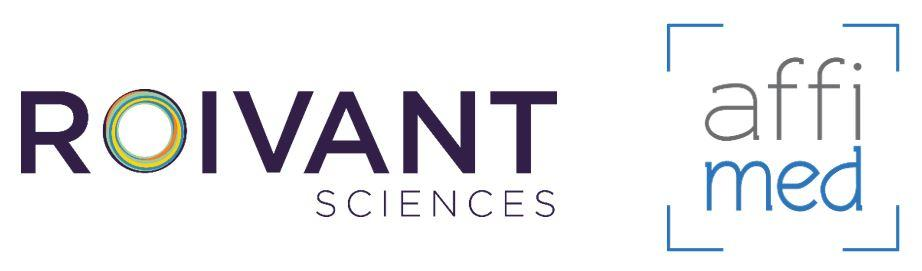 ROIVANT
SCIENCES
affi
med